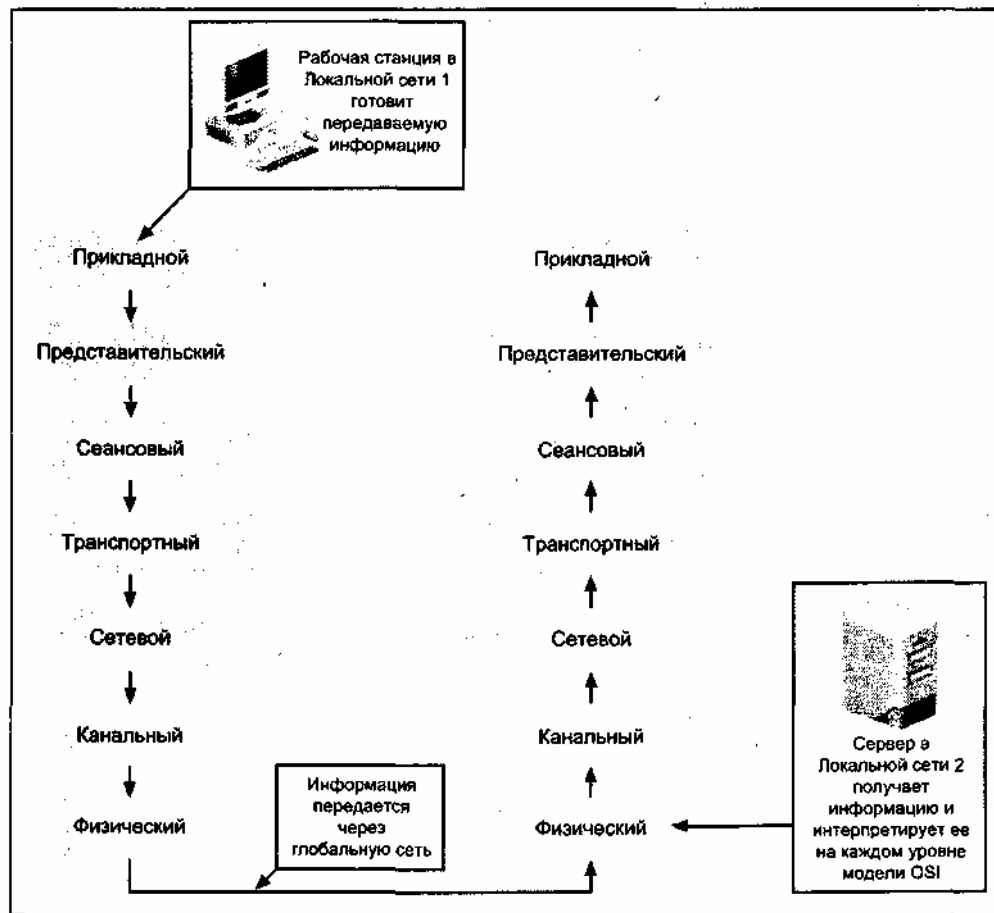 Рабочая станция в
Локальной сети 1
готовит
передаваемую
информацию
Прикладной
Представительский
Сеансовый
Транспортный
Сетевой
Канальный
Физический
Информация
передается
через
глобальную сеть
Прикладной
Представительский
Сеансовый
Транспортный
Сетевой
Канальный
Физический
Сервер в
Локальной сети 2
получает
информацию и
интерпретирует ее
на каждом уровне
модели OSI